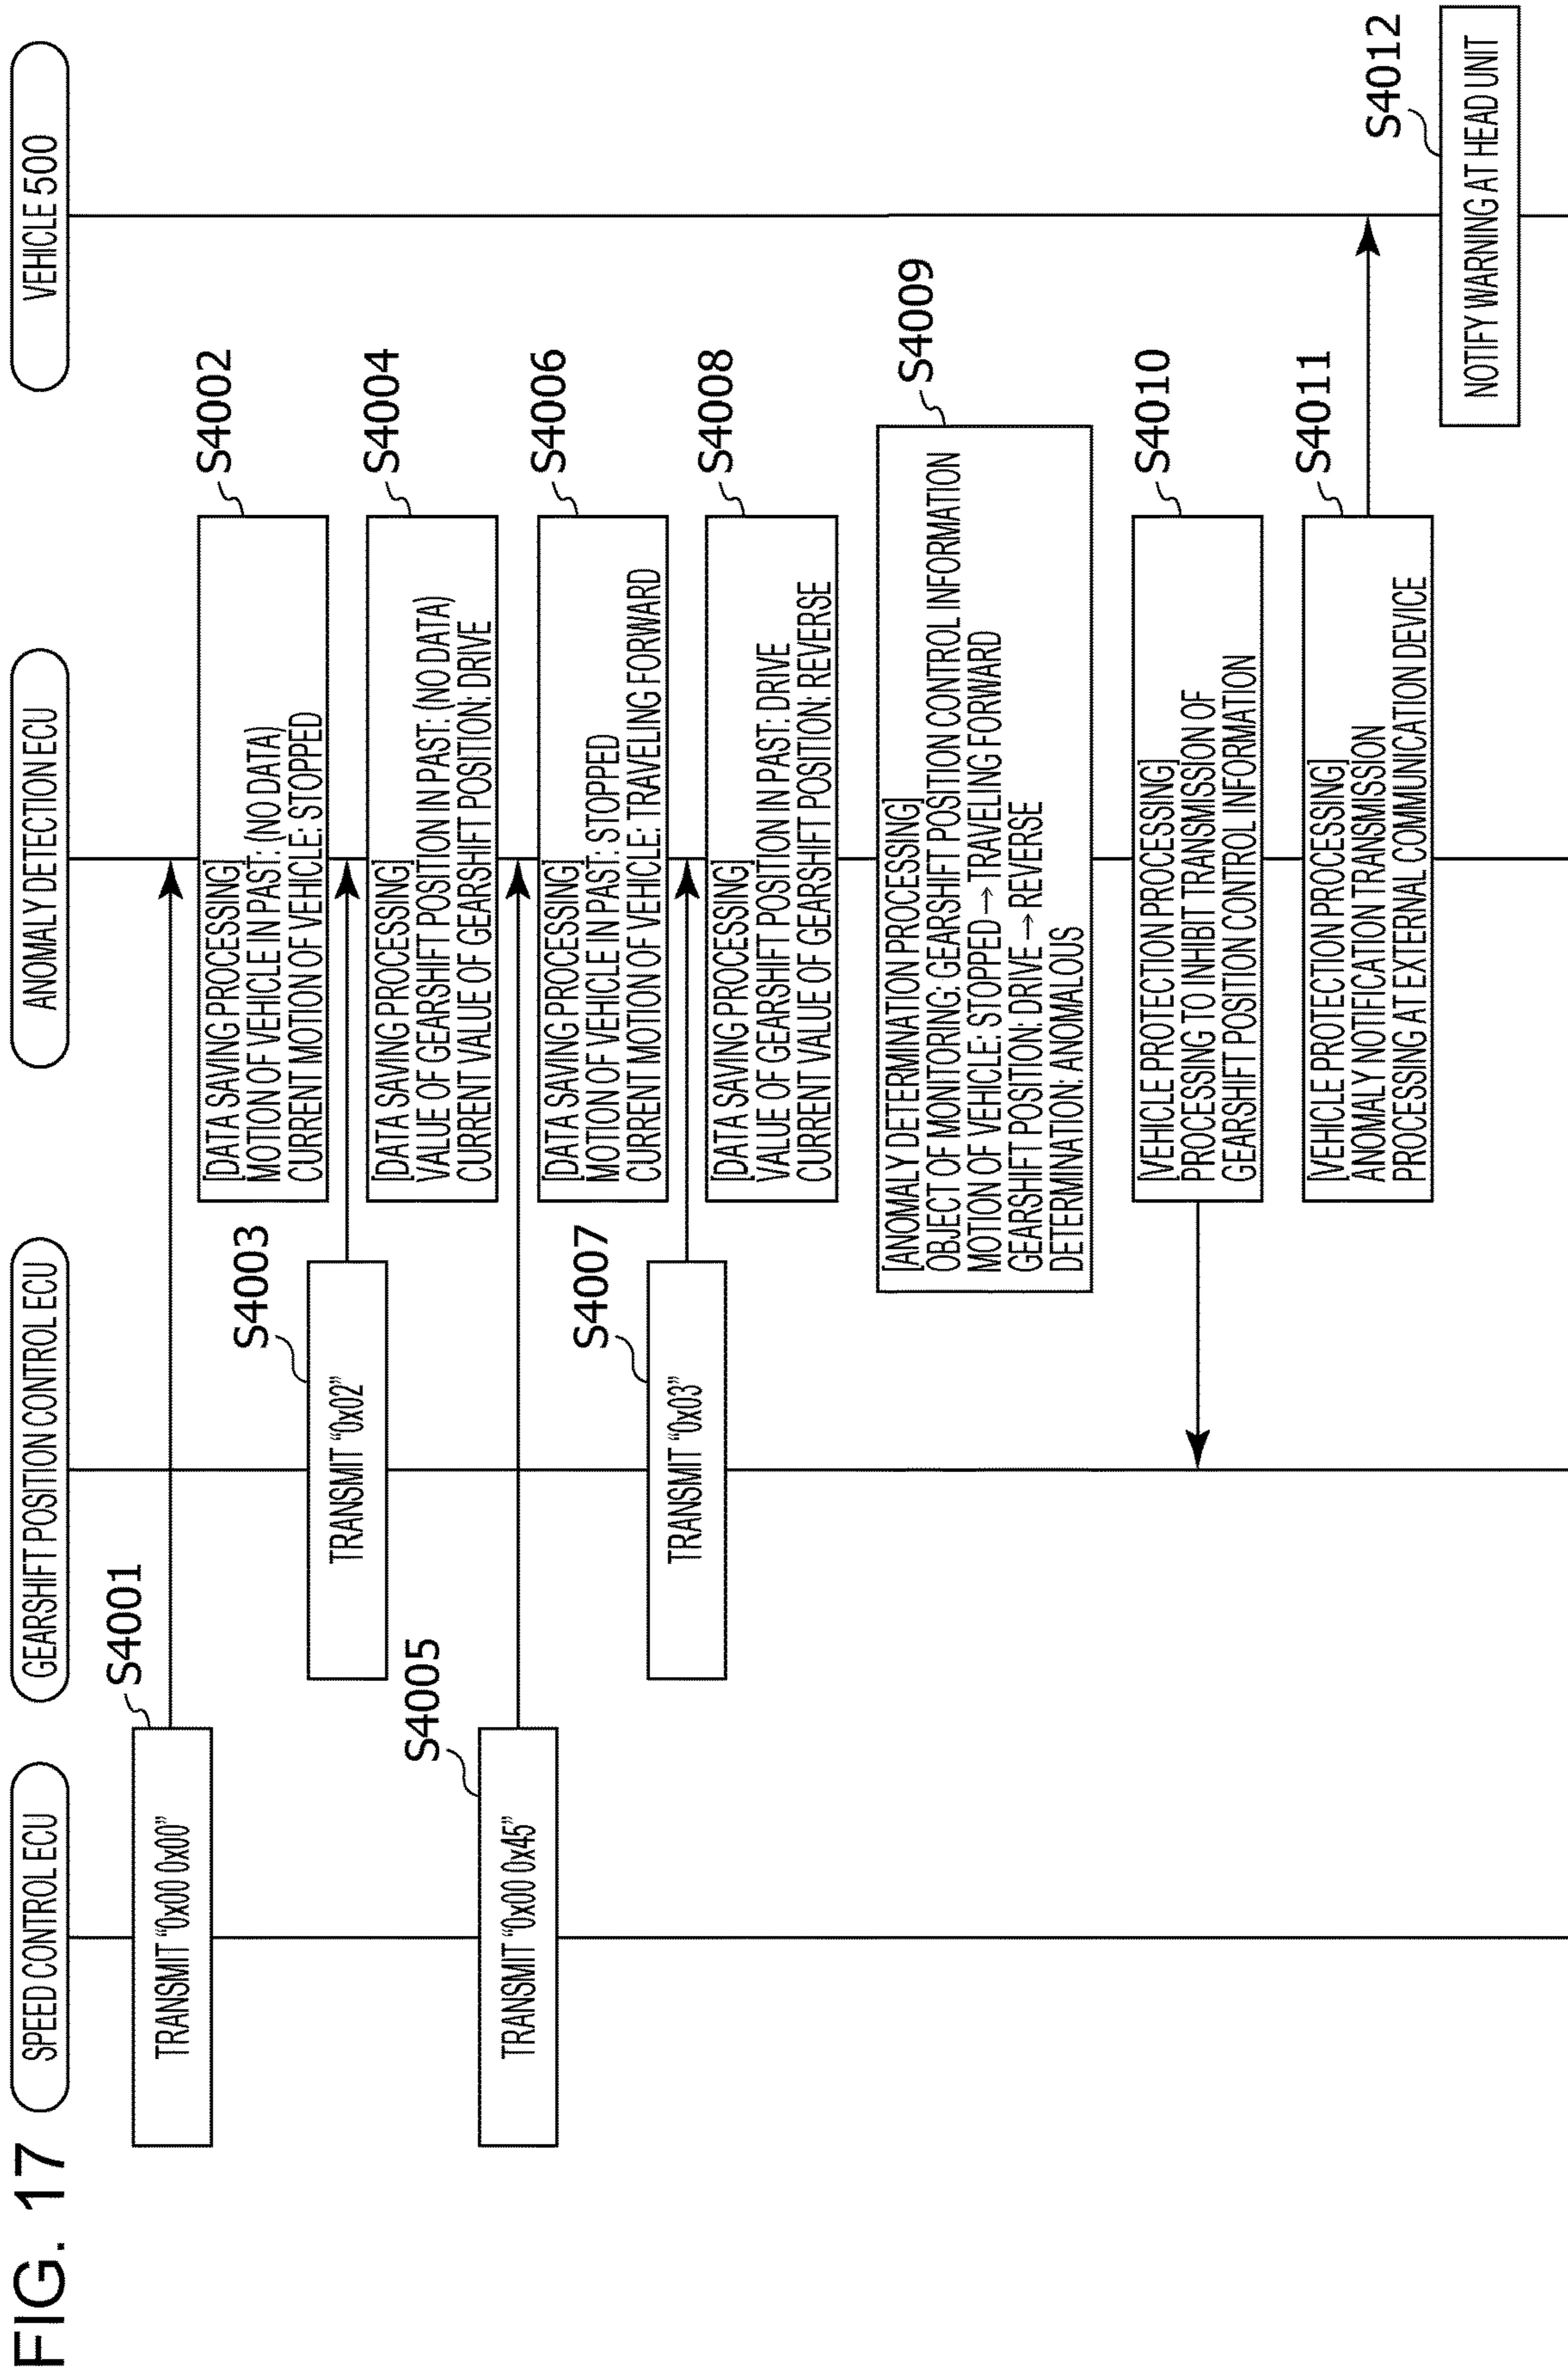 FIG. 17
SPEED CONTROL ECU
GEARSHIFT POSITION CONTROL ECU
ANOMALY DETECTION ECU
VEHICLE 500
S4001
TRANSMIT “0x00 0x00”
S4002
[DATA SAVING PROCESSING]
MOTION OF VEHICLE IN PAST: (NO DATA)
CURRENT MOTION OF VEHICLE: STOPPED
S4003
TRANSMIT “0x02”
S4004
[DATA SAVING PROCESSING]
VALUE OF GEARSHIFT POSITION IN PAST: (NO DATA)
CURRENT VALUE OF GEARSHIFT POSITION: DRIVE
S4005
TRANSMIT “0x00 0x45”
S4006
[DATA SAVING PROCESSING]
MOTION OF VEHICLE IN PAST: STOPPED
CURRENT MOTION OF VEHICLE: TRAVELING FORWARD
S4007
TRANSMIT “0x03”
S4008
[DATA SAVING PROCESSING]
VALUE OF GEARSHIFT POSITION IN PAST: DRIVE
CURRENT VALUE OF GEARSHIFT POSITION: REVERSE
S4009
[ANOMALY DETERMINATION PROCESSING]
OBJECT OF MONITORING: GEARSHIFT POSITION CONTROL INFORMATION
MOTION OF VEHICLE: STOPPED → TRAVELING FORWARD
GEARSHIFT POSITION: DRIVE → REVERSE
DETERMINATION: ANOMALOUS
S4010
[VEHICLE PROTECTION PROCESSING]
PROCESSING TO INHIBIT TRANSMISSION OF
GEARSHIFT POSITION CONTROL INFORMATION
S4011
[VEHICLE PROTECTION PROCESSING]
ANOMALY NOTIFICATION TRANSMISSION
PROCESSING AT EXTERNAL COMMUNICATION DEVICE
S4012
NOTIFY WARNING AT HEAD UNIT